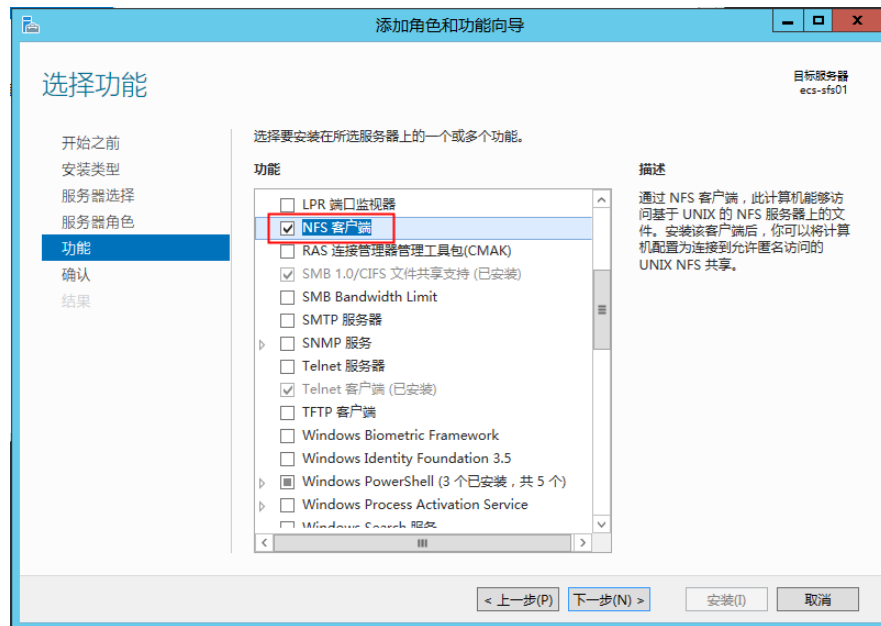 添加角色和功能向导
选择功能
目标服务器
ecs-sfs01
开始之前
安装类型
服务器选择
服务器角色
功能
确认
结果
选择要安装在所选服务器上的一个或多个功能。
功能
LPR 端口监视器
NFS 客户端
RAS 连接管理器管理工具包(CMAK)
SMB 1.0/CIFS 文件共享支持 (已安装)
SMB Bandwidth Limit
SMTP 服务器
SNMP 服务
Telnet 服务器
Telnet 客户端 (已安装)
TFTP 客户端
Windows Biometric Framework
Windows Identity Foundation 3.5
Windows PowerShell (3 个已安装，共 5 个)
Windows Process Activation Service
Windows Search 服务
描述
通过 NFS 客户端，此计算机能够访
问基于 UNIX 的 NFS 服务器上的文
件。安装该客户端后，你可以将计算
机配置为连接到允许匿名访问的
UNIX NFS 共享。
< 上一步(P)
下一步(N) >
安装(I)
取消